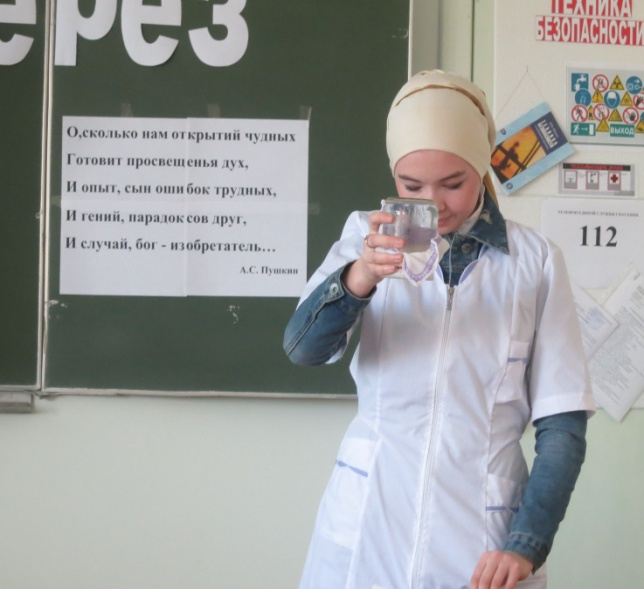 ерез
ТЕХНИКА
БЕЗОПАСНОСТИ
О,сколько нам открытий чудных
Готовит просвещенья дух,
И опыт, сын ошибок трудных,
И гений, парадоксов друг,
И случай, бог - изобретатель…
А.С. Пушкин
ВЫХОД
112